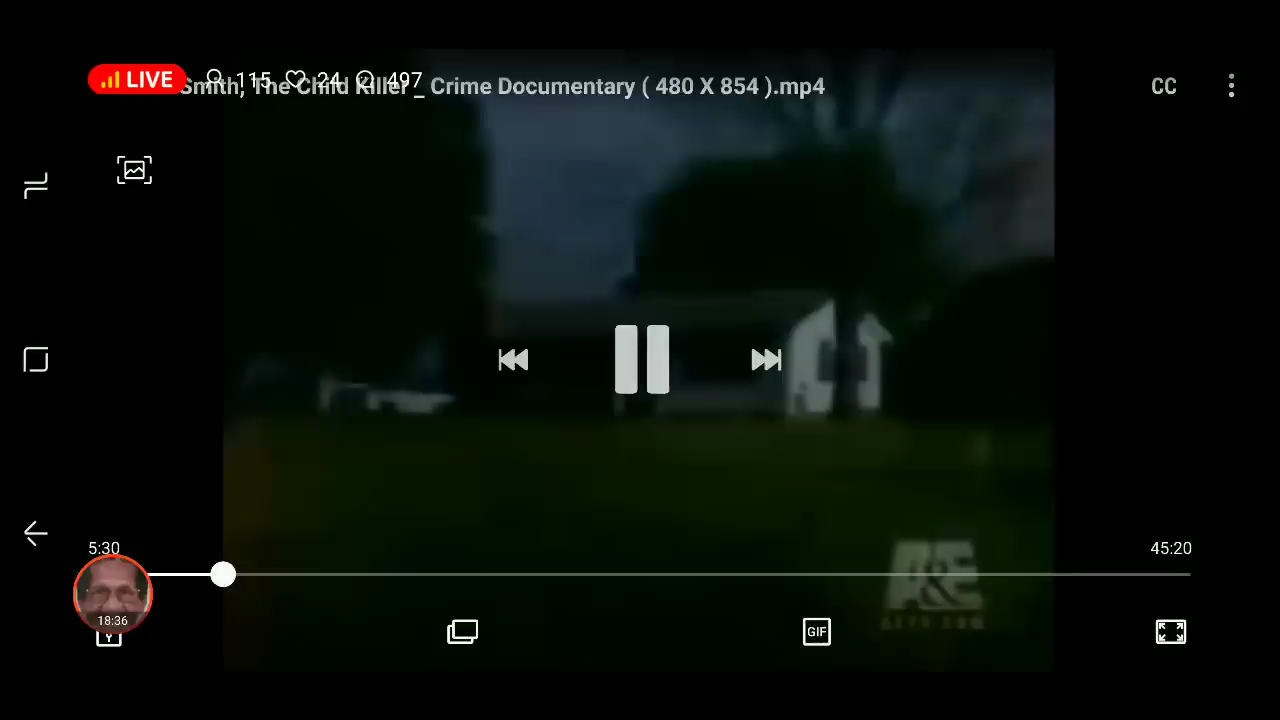 LIVE 115 24 497
Smith, The Child Killer _ Crime Documentary ( 480 X 854 ).mp4
CC
5:30
45:20
18:36
A&E
GIF